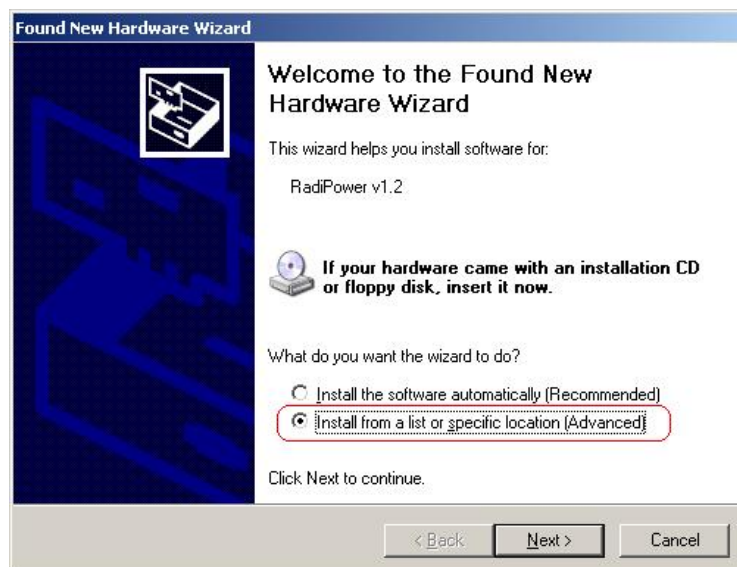 Found New Hardware Wizard
Welcome to the Found New
Hardware Wizard
This wizard helps you install software for:
RadiPower v1.2
If your hardware came with an installation CD
or floppy disk, insert it now.
What do you want the wizard to do?
Install the software automatically (Recommended)
Install from a list or specific location (Advanced)
Click Next to continue.
< Back Next > Cancel